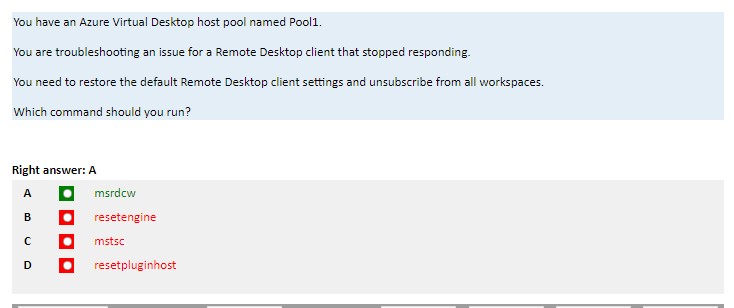 You have an Azure Virtual Desktop host pool named Pool1.
You are troubleshooting an issue for a Remote Desktop client that stopped responding.
You need to restore the default Remote Desktop client settings and unsubscribe from all workspaces.
Which command should you run?
Right answer: A
A msrdcw
B resetengine
C mstsc
D resetpluginhost